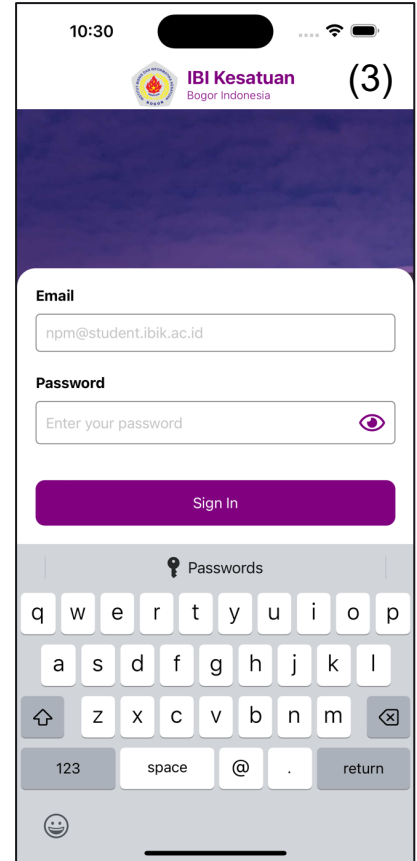 10:30
IBI Kesatuan
Bogor Indonesia
(3)
Email
npm@student.ibik.ac.id
Password
Enter your password
Sign In
Passwords
q w e r t y u i o p
a s d f g h j k l
z x c v b n m
123 space @ . return